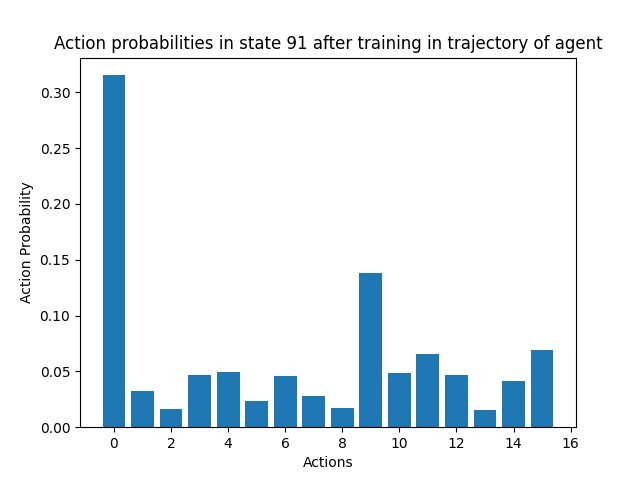 Action probabilities in state 91 after training in trajectory of agent
0.30
0.25
0.20
0.15
0.10
0.05
0.00
Action Probability
0 2 4 6 8 10 12 14 16
Actions